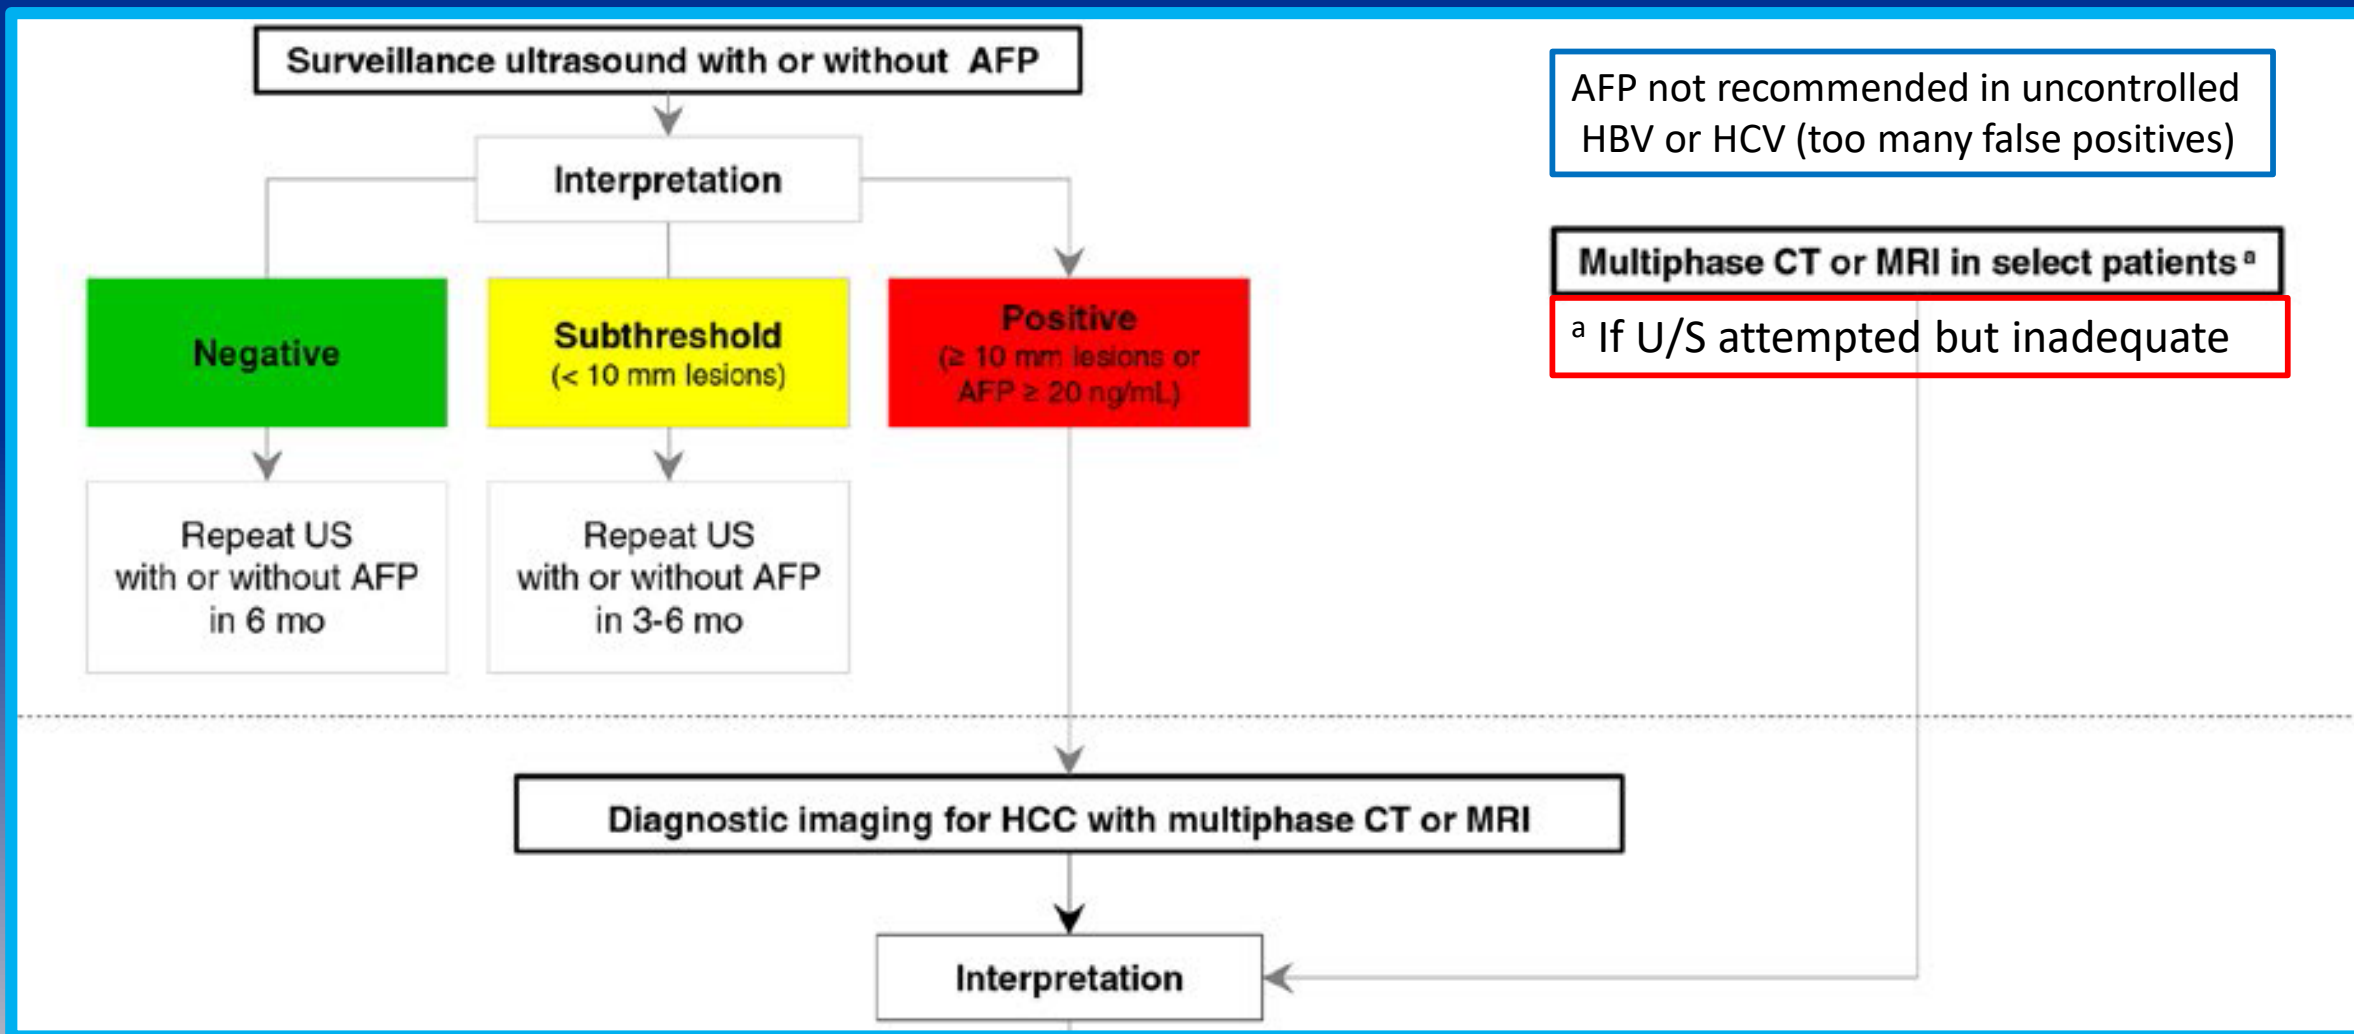 Surveillance ultrasound with or without AFP
AFP not recommended in uncontrolled
HBV or HCV (too many false positives)
Interpretation
Multiphase CT or MRI in select patients ᵃ
ᵃ If U/S attempted but inadequate
Negative
Subthreshold
(< 10 mm lesions)
Positive
(≥ 10 mm lesions or
AFP ≥ 20 ng/mL)
Repeat US
with or without AFP
in 6 mo
Repeat US
with or without AFP
in 3-6 mo
Diagnostic imaging for HCC with multiphase CT or MRI
Interpretation